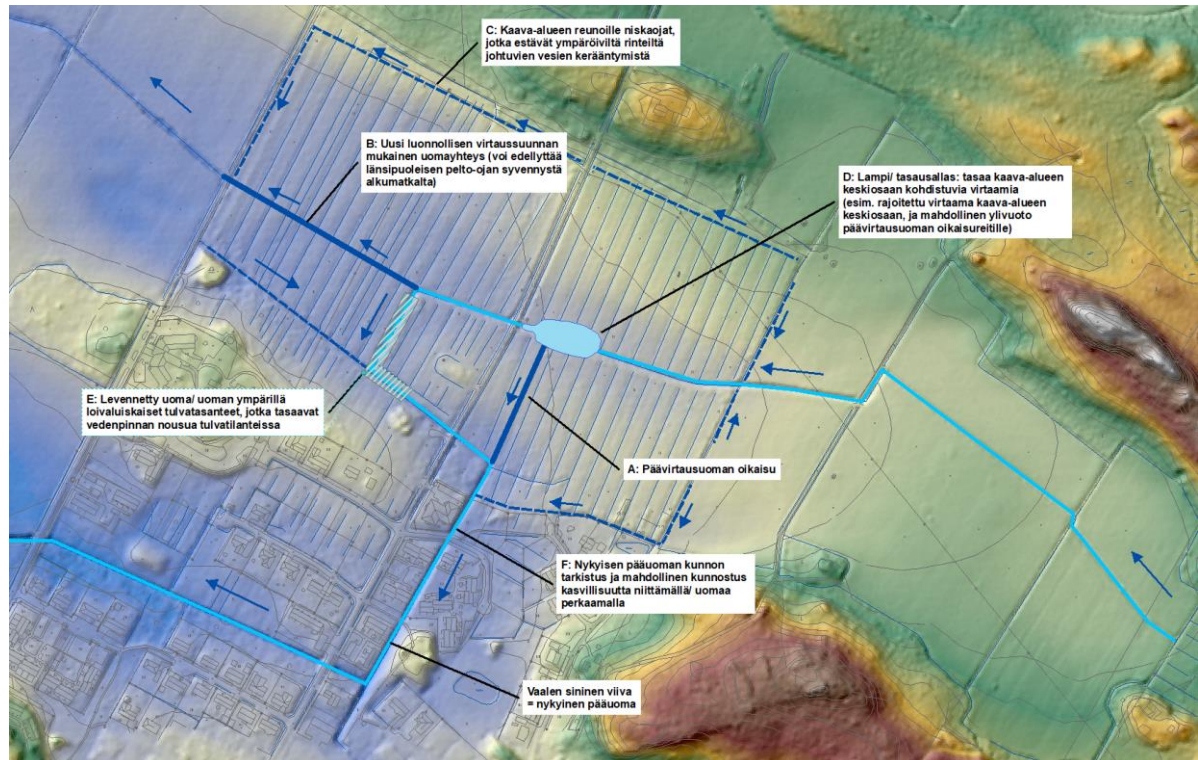 C: Kaava-alueen reunoille niskaojat,
jotka estävät ympäröiviltä rinteiltä
johtuvien vesien kerääntymistä
B: Uusi luonnollisen virtaussuunnan
mukainen uomayhteys (voi edellyttää
länsipuoleisen pelto-ojan syvennystä
alkumatkalta)
D: Lampi/ tasausallas: tasaa kaava-alueen
keskiosaan kohdistuvia virtaamia
(esim. rajoitettu virtaama kaava-alueen
keskiosaan, ja mahdollinen ylivuoto
päävirtausuoman oikaisureitille)
E: Levennetty uoma/ uoman ympärillä
loivaluiskaiset tulvatasanteet, jotka tasaavat
vedenpinnan nousua tulvatilanteissa
A: Päävirtausuoman oikaisu
F: Nykyisen pääuoman kunnon
tarkistus ja mahdollinen kunnostus
kasvillisuutta niittämällä/ uomaa
perkaamalla
Vaalen sininen viiva
= nykyinen pääuoma